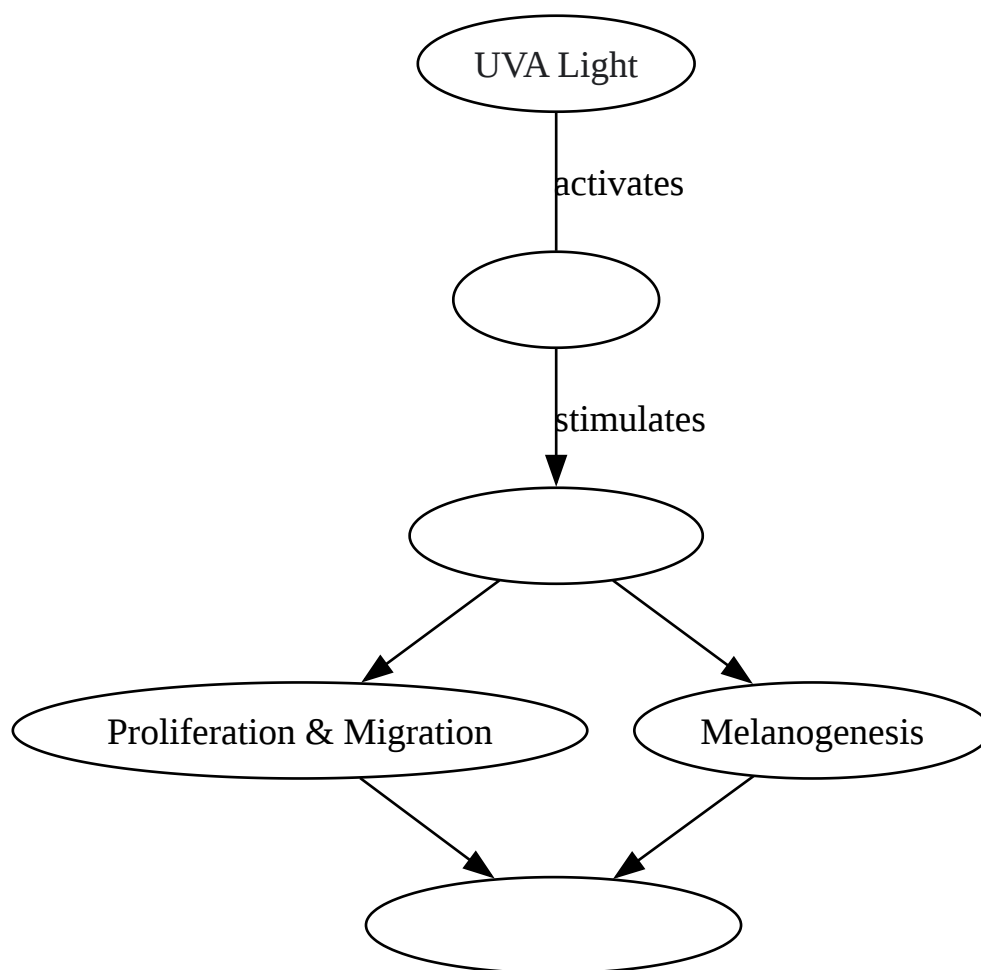 UVA Light
activates
stimulates
Proliferation & Migration
Melanogenesis